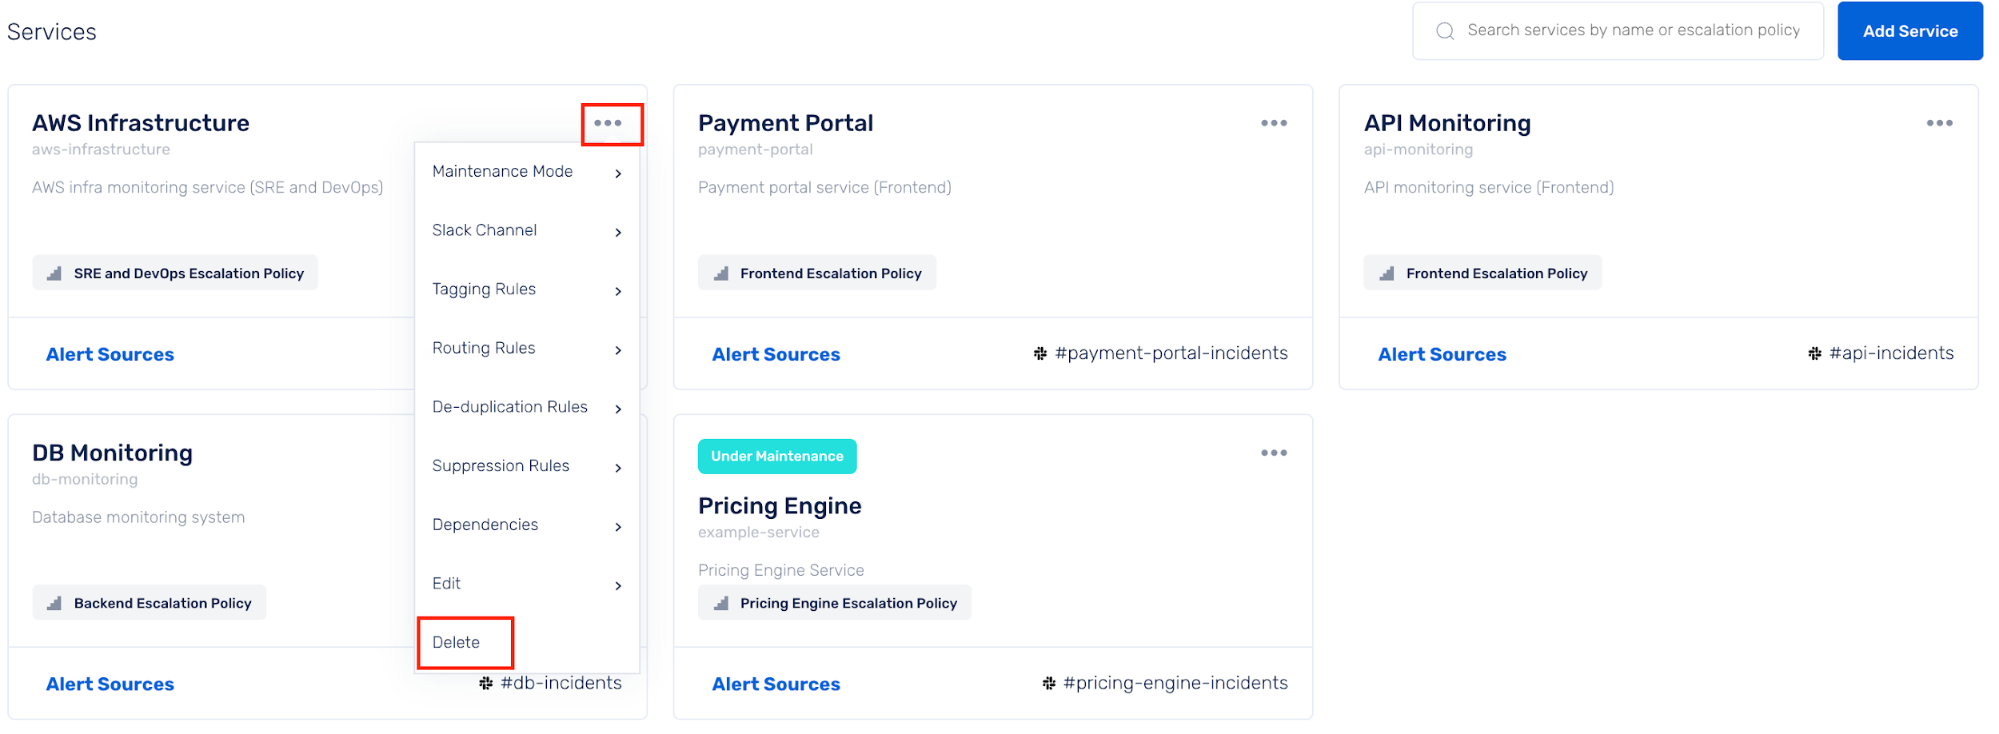 Services
Search services by name or escalation policy
Add Service
AWS Infrastructure
aws-infrastructure
AWS infra monitoring service (SRE and DevOps)
SRE and DevOps Escalation Policy
Alert Sources
Maintenance Mode
Slack Channel
Tagging Rules
Routing Rules
De-duplication Rules
Suppression Rules
Dependencies
Edit
Delete
Payment Portal
payment-portal
Payment portal service (Frontend)
Frontend Escalation Policy
Alert Sources
#payment-portal-incidents
API Monitoring
api-monitoring
API monitoring service (Frontend)
Frontend Escalation Policy
Alert Sources
#api-incidents
DB Monitoring
db-monitoring
Database monitoring system
Backend Escalation Policy
Alert Sources
#db-incidents
Under Maintenance
Pricing Engine
example-service
Pricing Engine Service
Pricing Engine Escalation Policy
Alert Sources
#pricing-engine-incidents